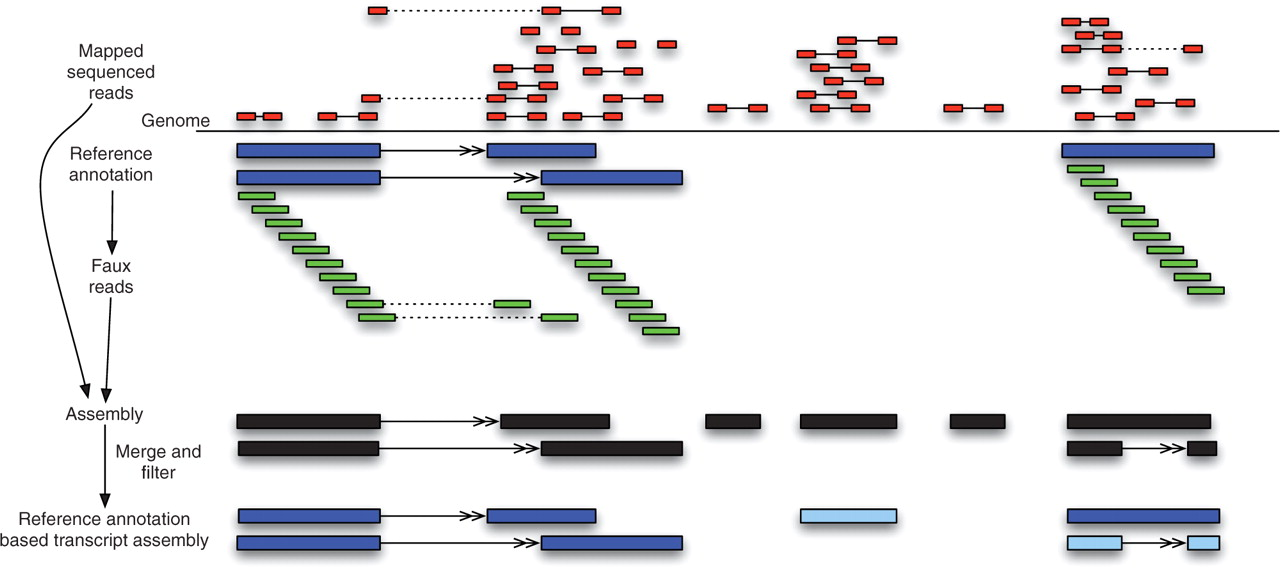 Mapped
sequenced
reads
Genome
Reference
annotation
Faux
reads
Assembly
Merge and
filter
Reference annotation
based transcript assembly